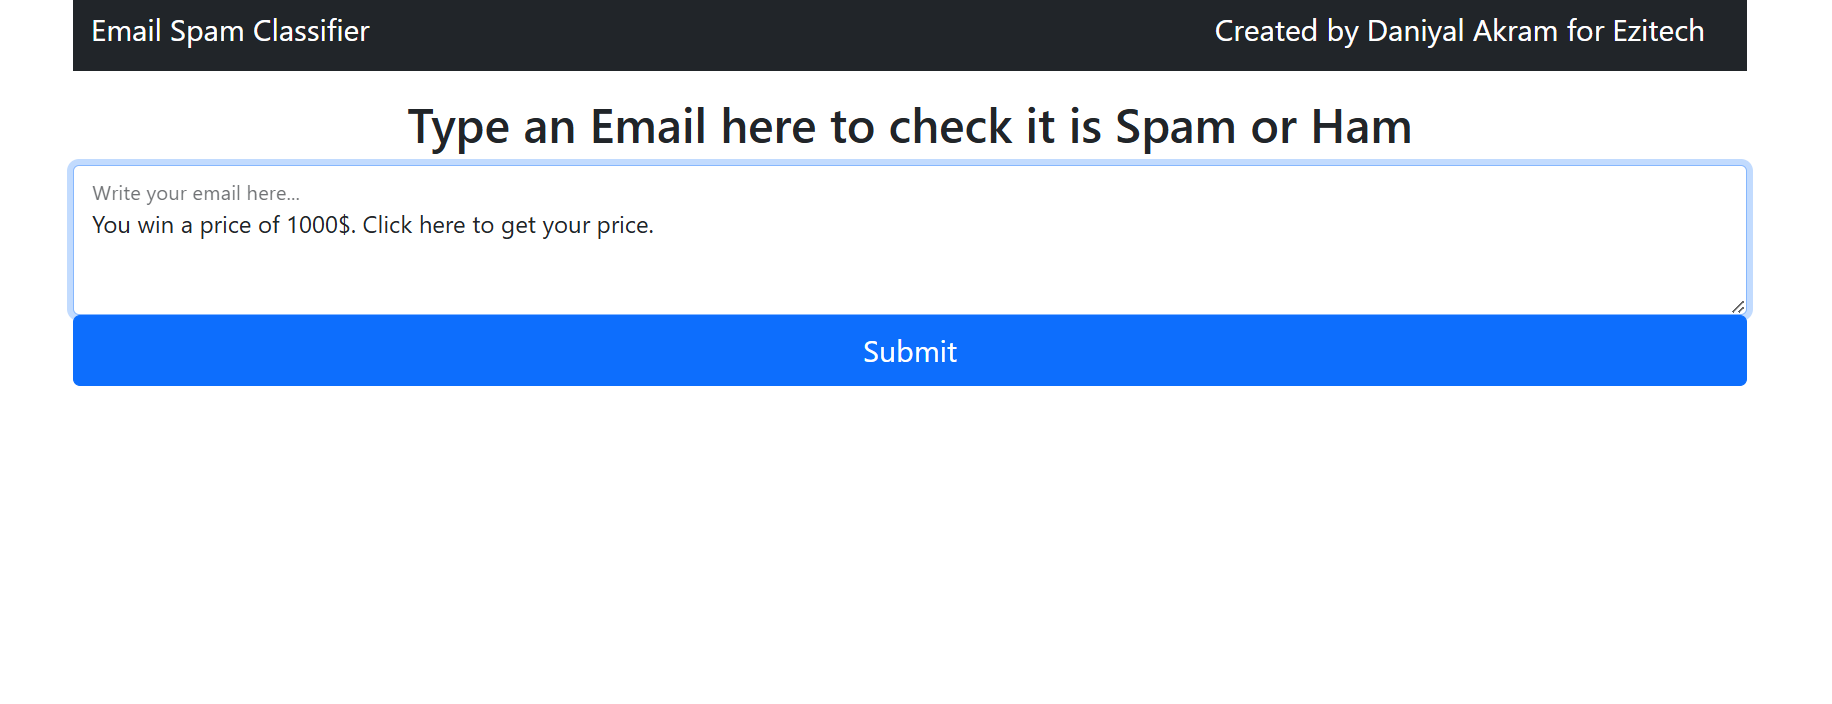 Email Spam Classifier
Created by Daniyal Akram for Ezitech
Type an Email here to check it is Spam or Ham
Write your email here...
You win a price of 1000$. Click here to get your price.
Submit